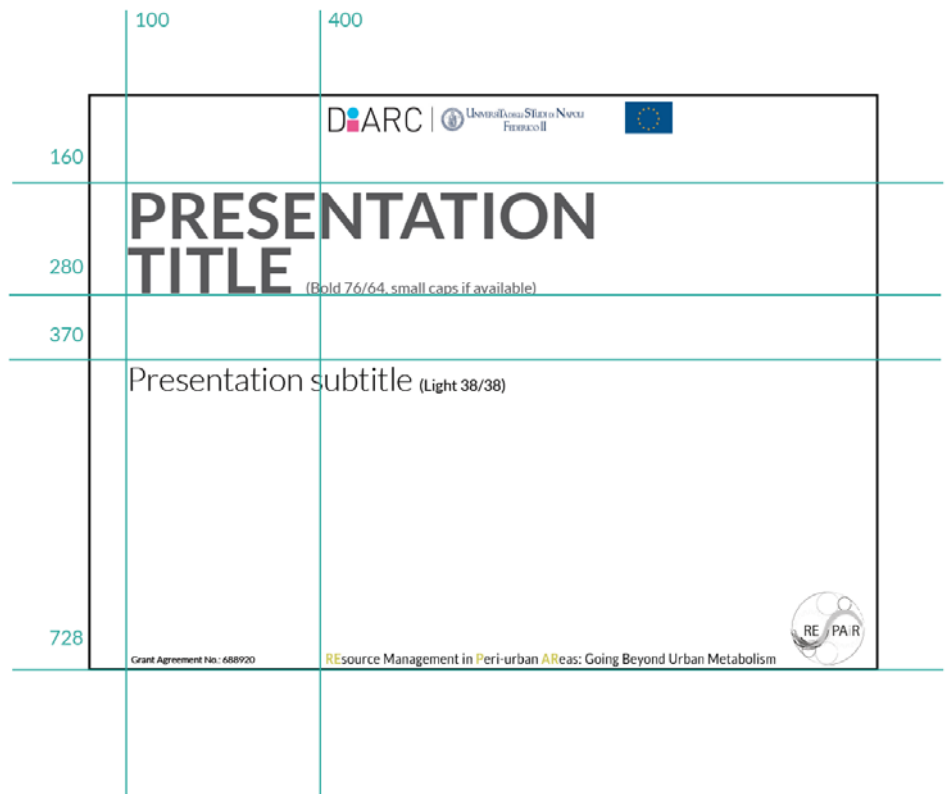 100 400
DiARC | UNIVERSITÀ DEGLI STUDI DI NAPOLI
FEDERICO II
160
PRESENTATION
TITLE (Bold 76/64, small caps if available)
280
370
Presentation subtitle (Light 38/38)
RE PAiR
728
Grant Agreement No.: 688920 REsource Management in Peri-urban AReas: Going Beyond Urban Metabolism